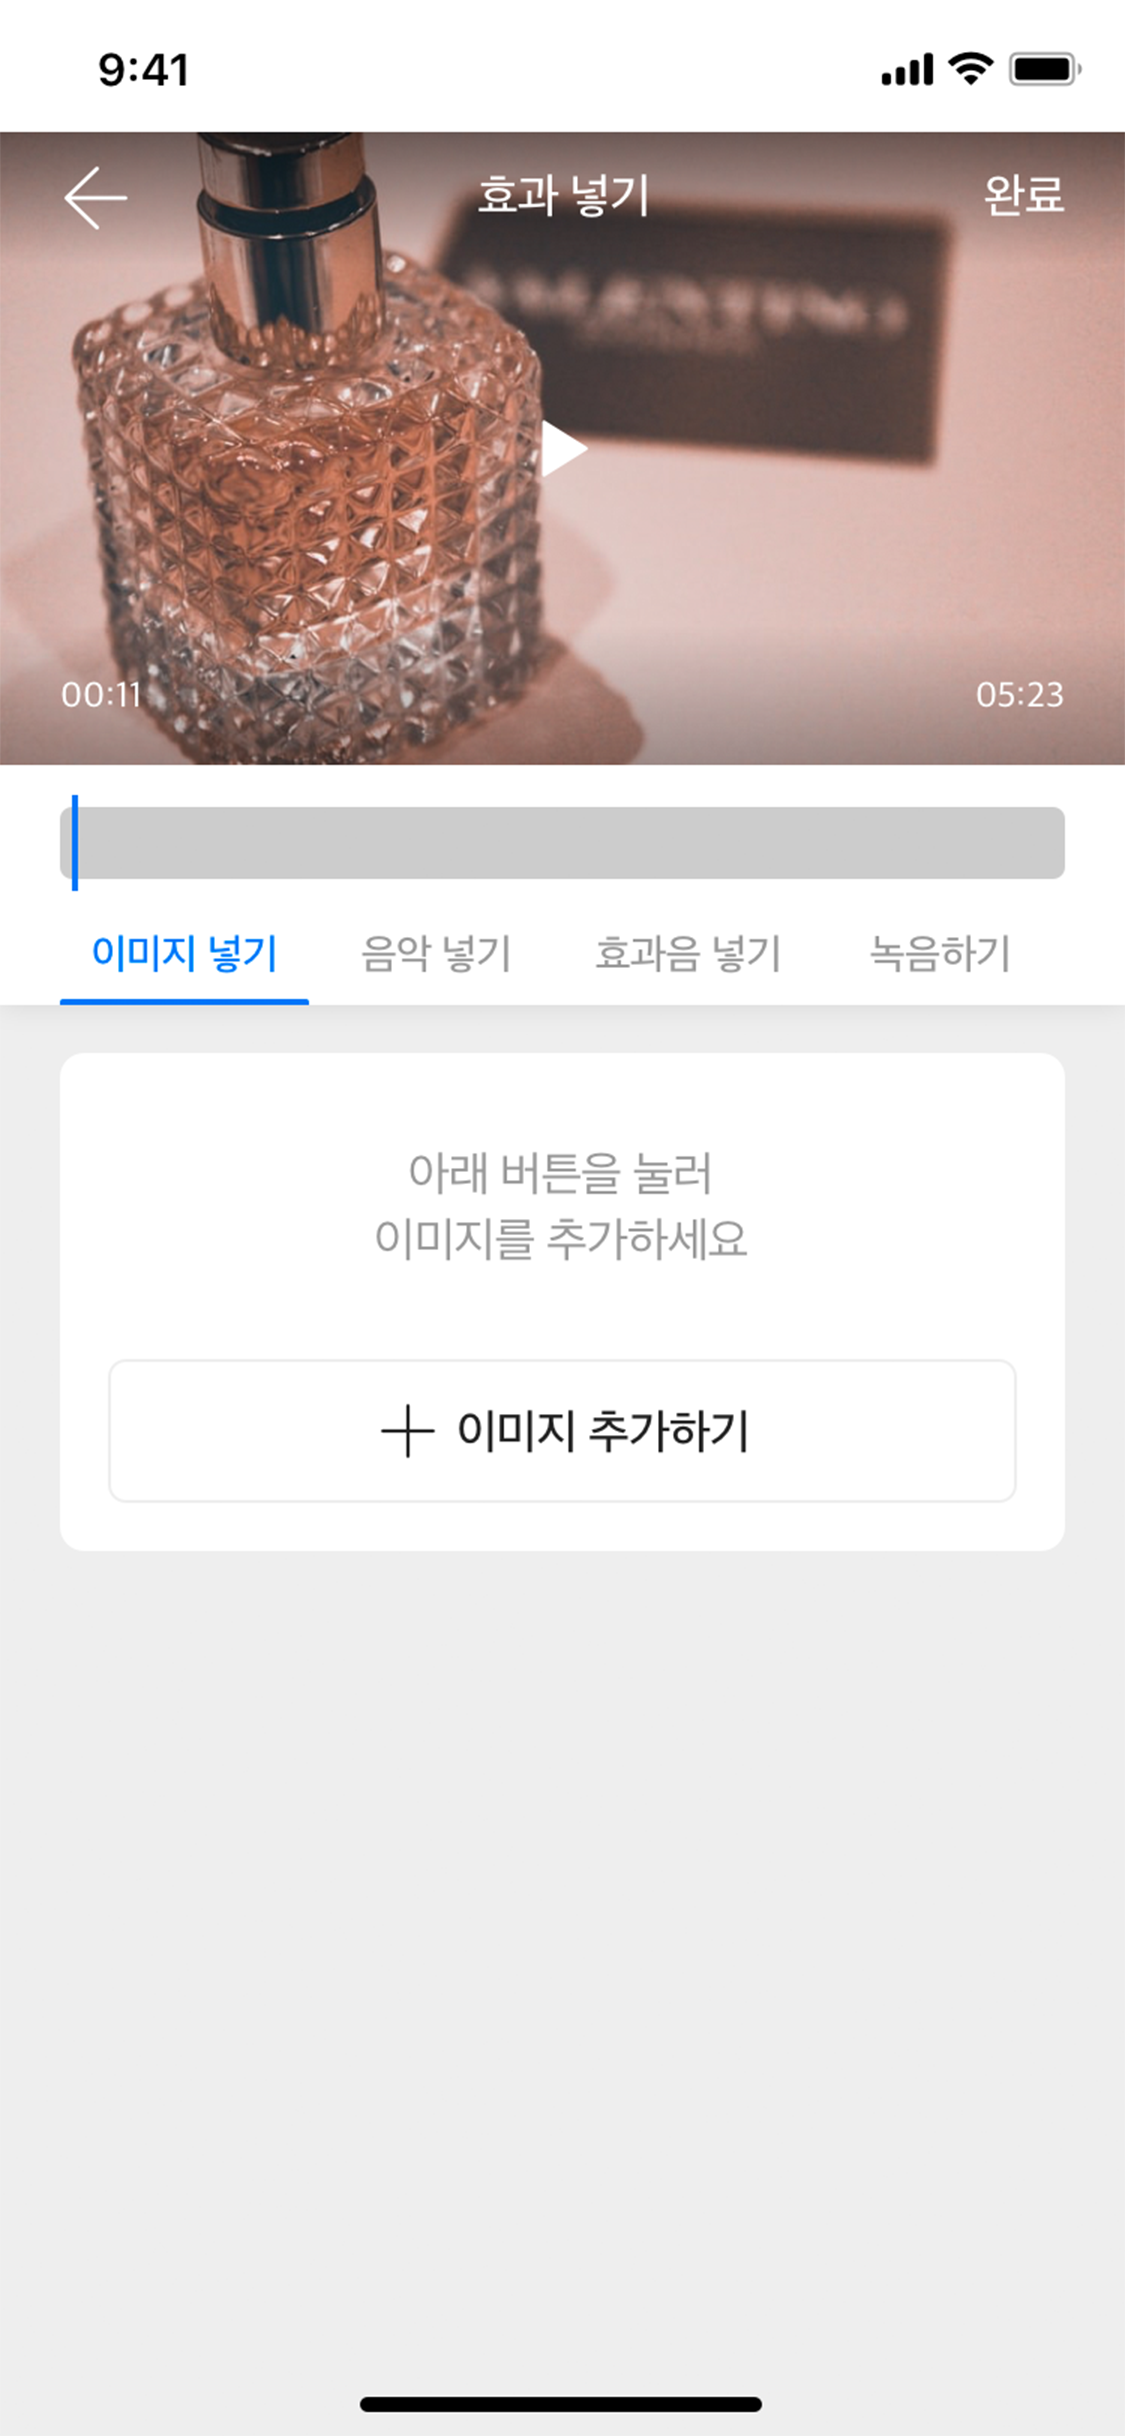 9:41
효과 넣기
완료
00:11
05:23
이미지 넣기
음악 넣기
효과음 넣기
녹음하기
아래 버튼을 눌러
이미지를 추가하세요
이미지 추가하기